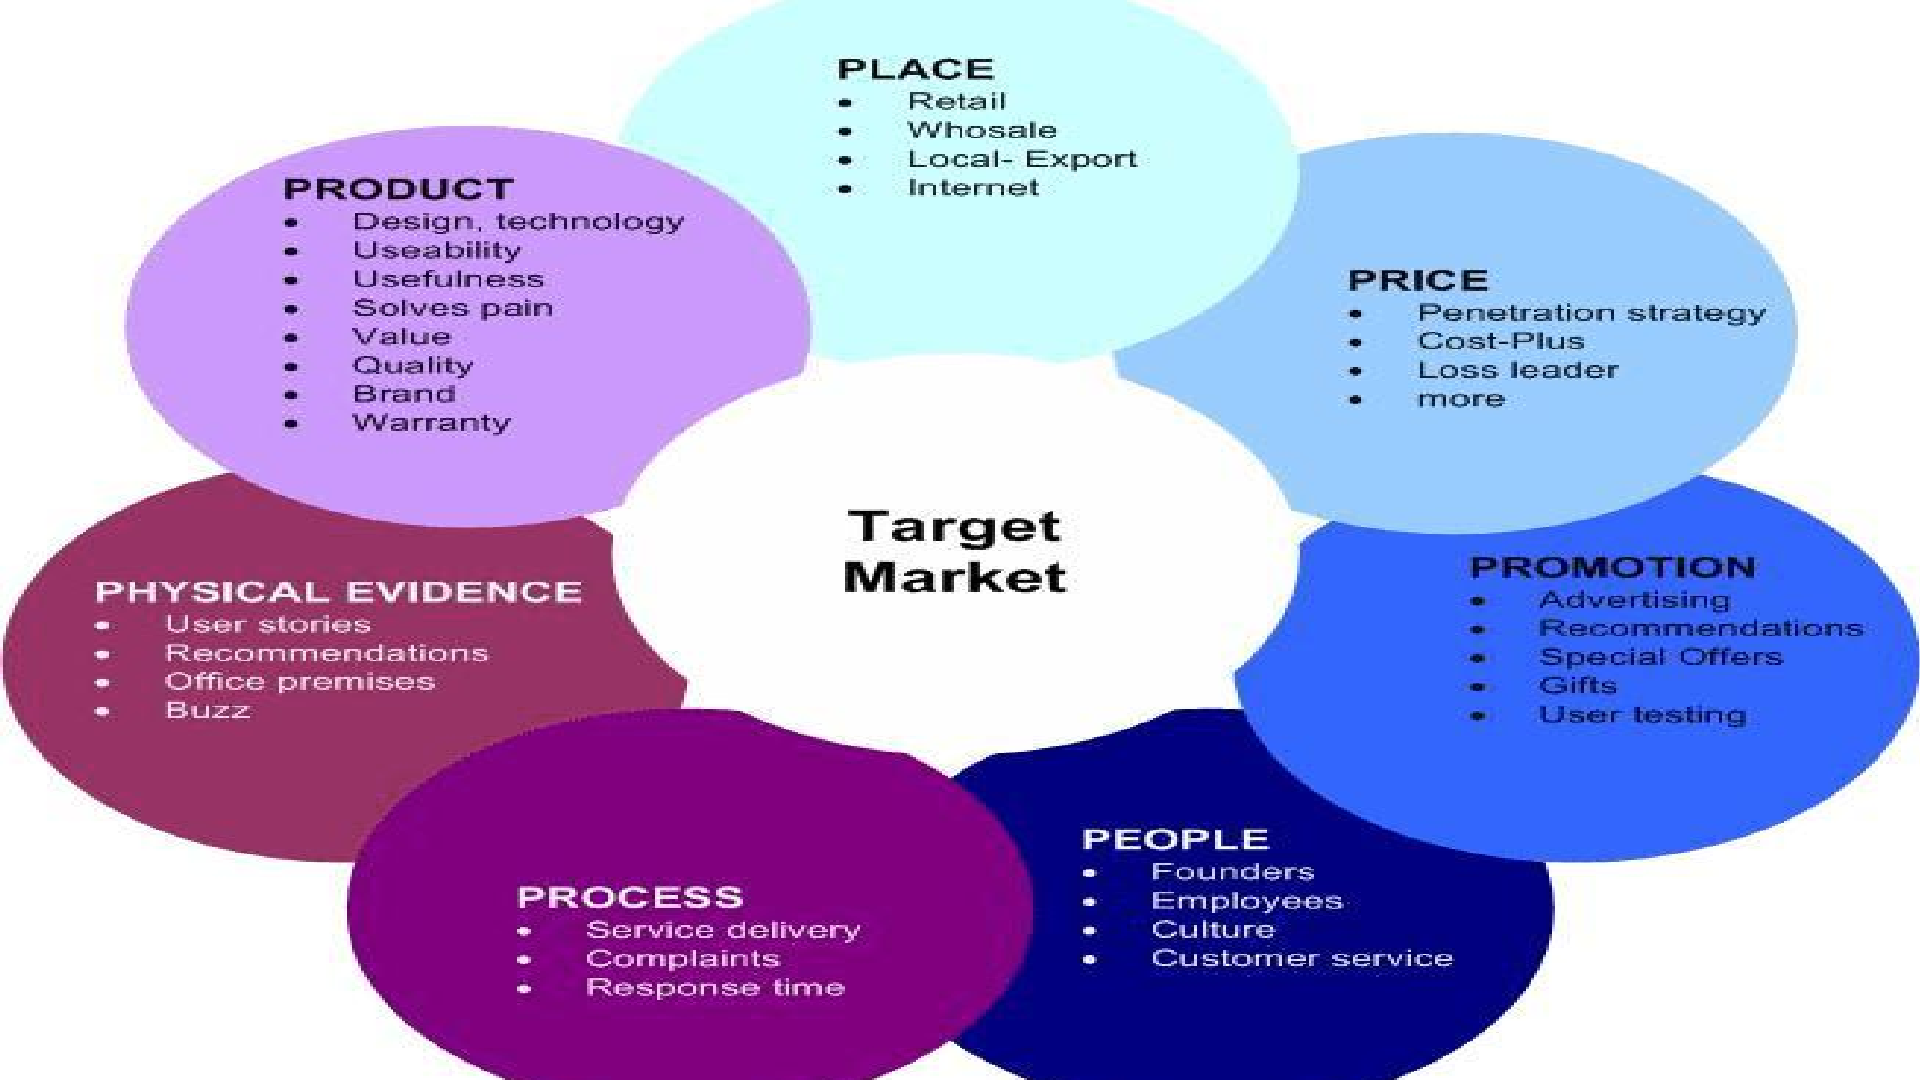 PLACE
• Retail
• Whosale
• Local- Export
• Internet
PRODUCT
• Design, technology
• Useability
• Usefulness
• Solves pain
• Value
• Quality
• Brand
• Warranty
PRICE
• Penetration strategy
• Cost-Plus
• Loss leader
• more
Target
Market
PHYSICAL EVIDENCE
• User stories
• Recommendations
• Office premises
• Buzz
PROMOTION
• Advertising
• Recommendations
• Special Offers
• Gifts
• User testing
PROCESS
• Service delivery
• Complaints
• Response time
PEOPLE
• Founders
• Employees
• Culture
• Customer service